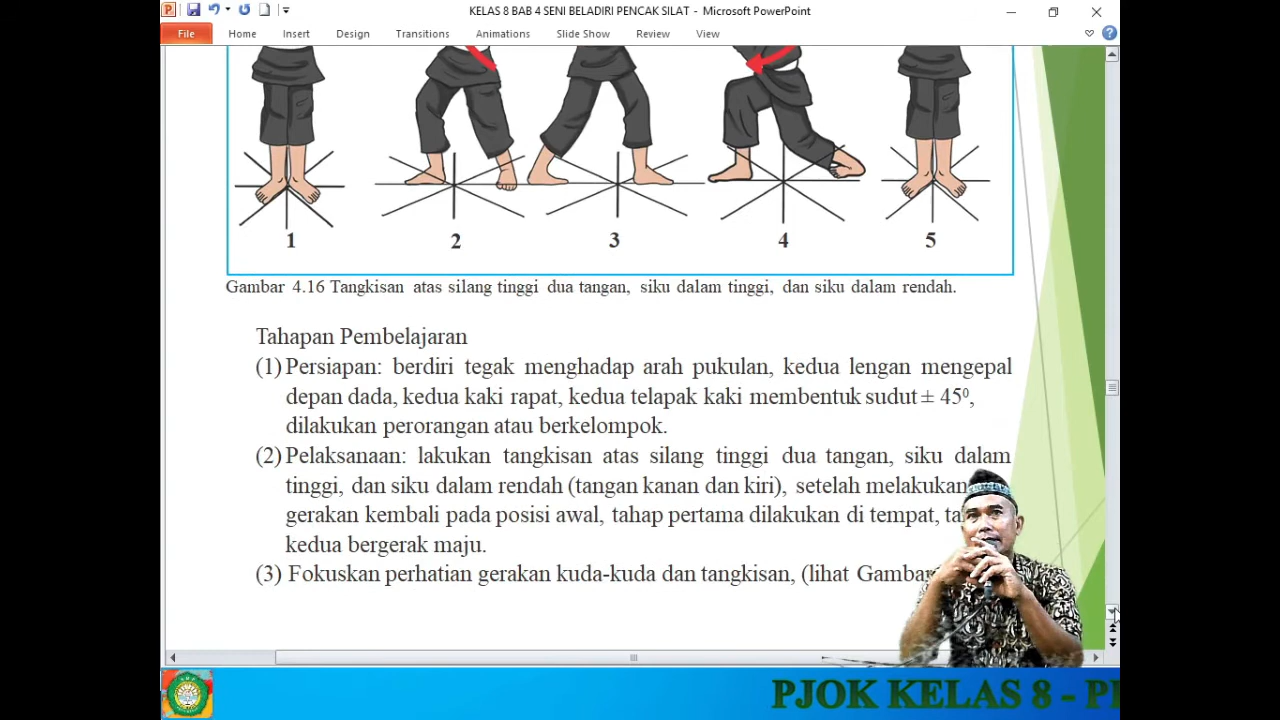 KELAS 8 BAB 4 SENI BELADIRI PENCAK SILAT - Microsoft PowerPoint
File Home Insert Design Transitions Animations Slide Show Review View
1 2 3 4 5
Gambar 4.16 Tangkisan atas silang tinggi dua tangan, siku dalam tinggi, dan siku dalam rendah.
Tahapan Pembelajaran
(1) Persiapan: berdiri tegak menghadap arah pukulan, kedua lengan mengepal
depan dada, kedua kaki rapat, kedua telapak kaki membentuk sudut ± 45⁰,
dilakukan perorangan atau berkelompok.
(2) Pelaksanaan: lakukan tangkisan atas silang tinggi dua tangan, siku dalam
tinggi, dan siku dalam rendah (tangan kanan dan kiri), setelah melakukan
gerakan kembali pada posisi awal, tahap pertama dilakukan di tempat,
kedua bergerak maju.
(3) Fokuskan perhatian gerakan kuda-kuda dan tangkisan, (lihat Gambar
PJOK KELAS 8 -